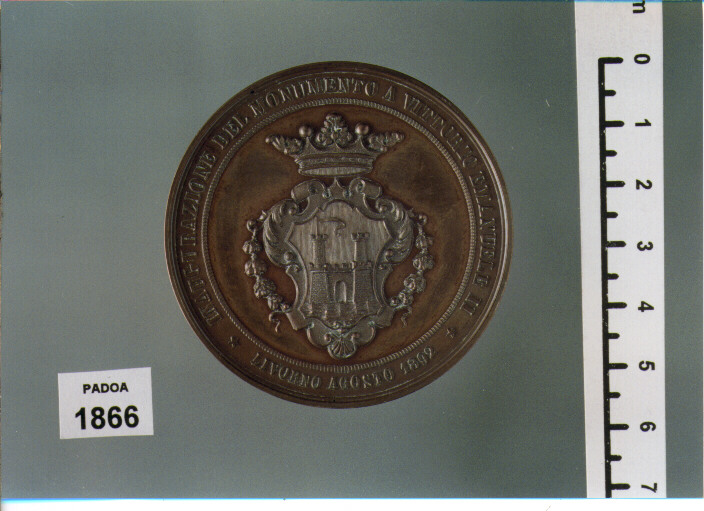 INAUGURAZIONE DEL MONUMENTO A VITTORIO EMANUELE II
LIVORNO AGOSTO 1892
PADOA
1866
m
0
1
2
3
4
5
6
7